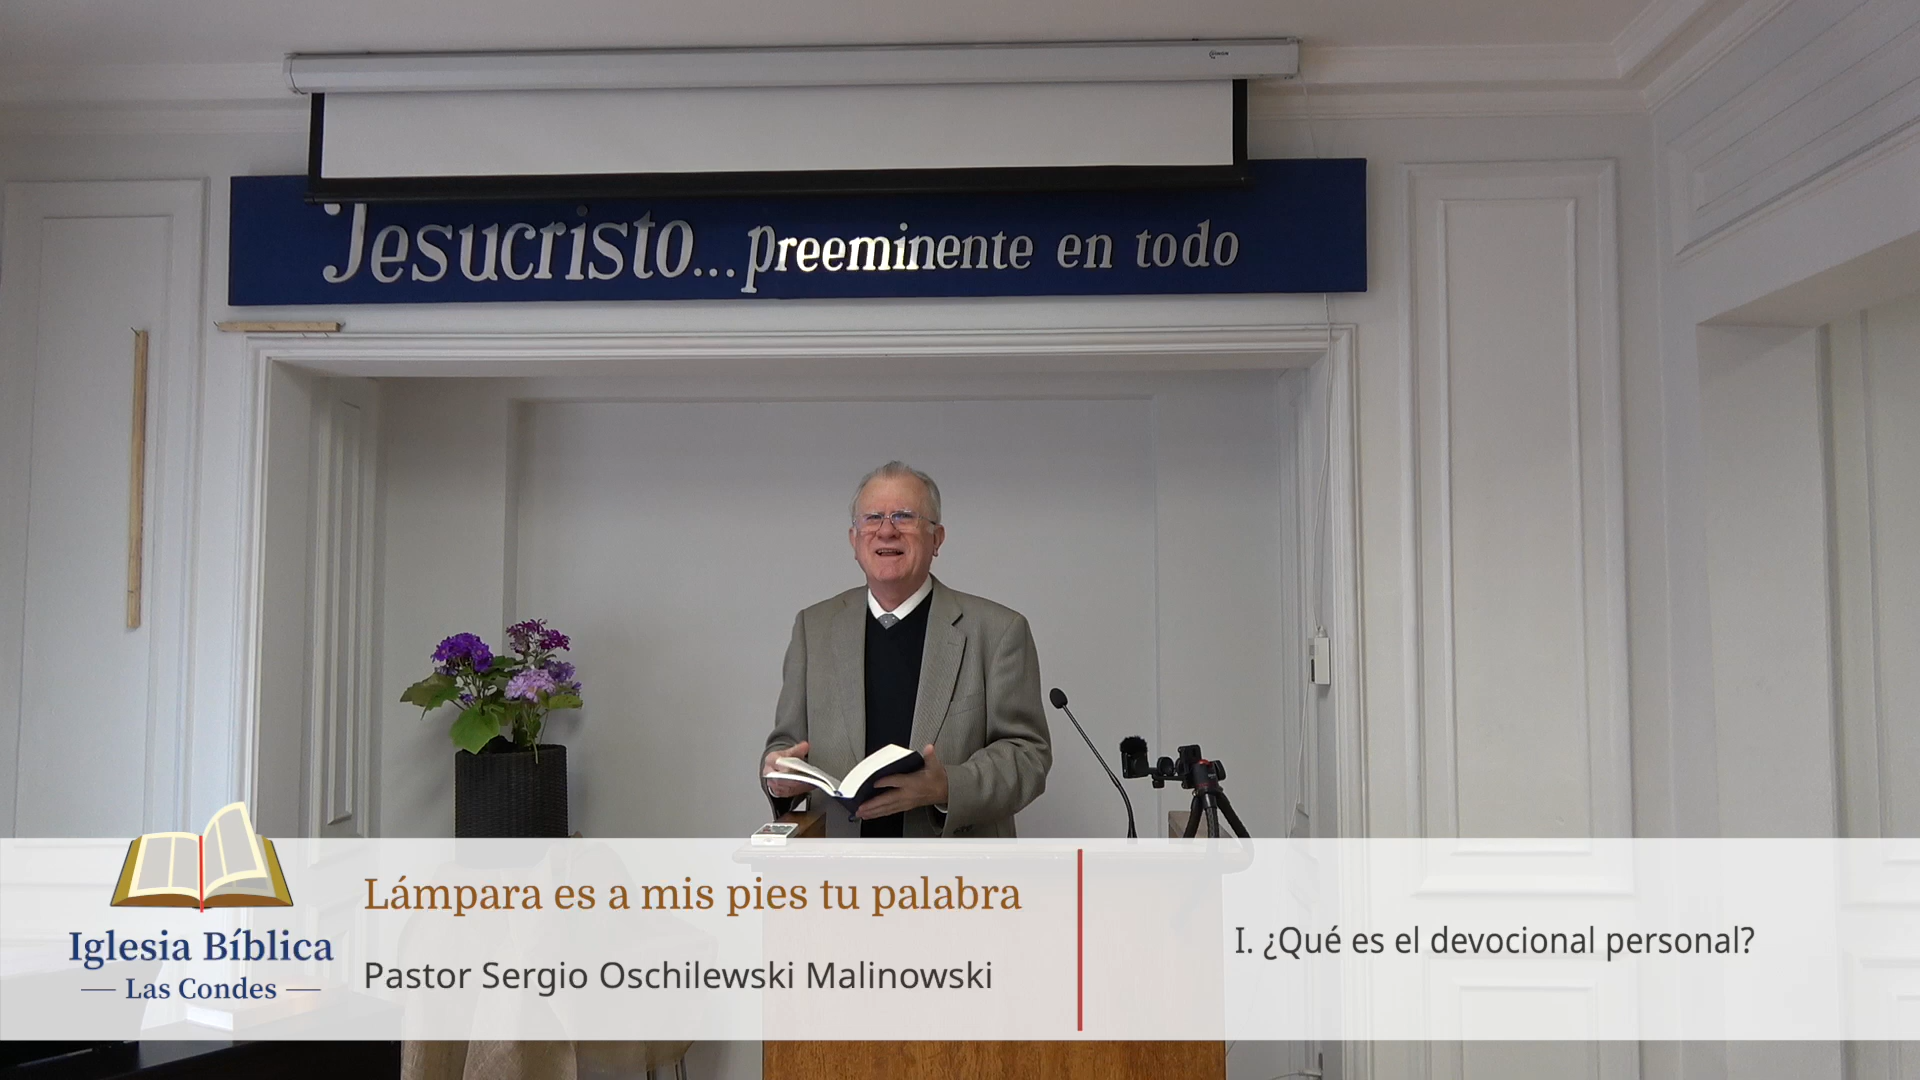 Jesucristo... preeminente en todo
Lámpara es a mis pies tu palabra
Iglesia Bíblica
Las Condes
Pastor Sergio Oschilewski Malinowski
I. ¿Qué es el devocional personal?